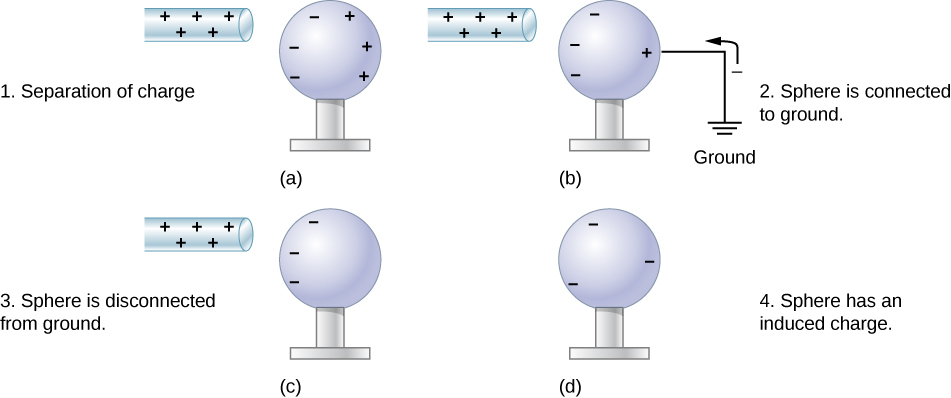 1. Separation of charge
(a)
2. Sphere is connected
to ground.
Ground
(b)
3. Sphere is disconnected
from ground.
(c)
4. Sphere has an
induced charge.
(d)